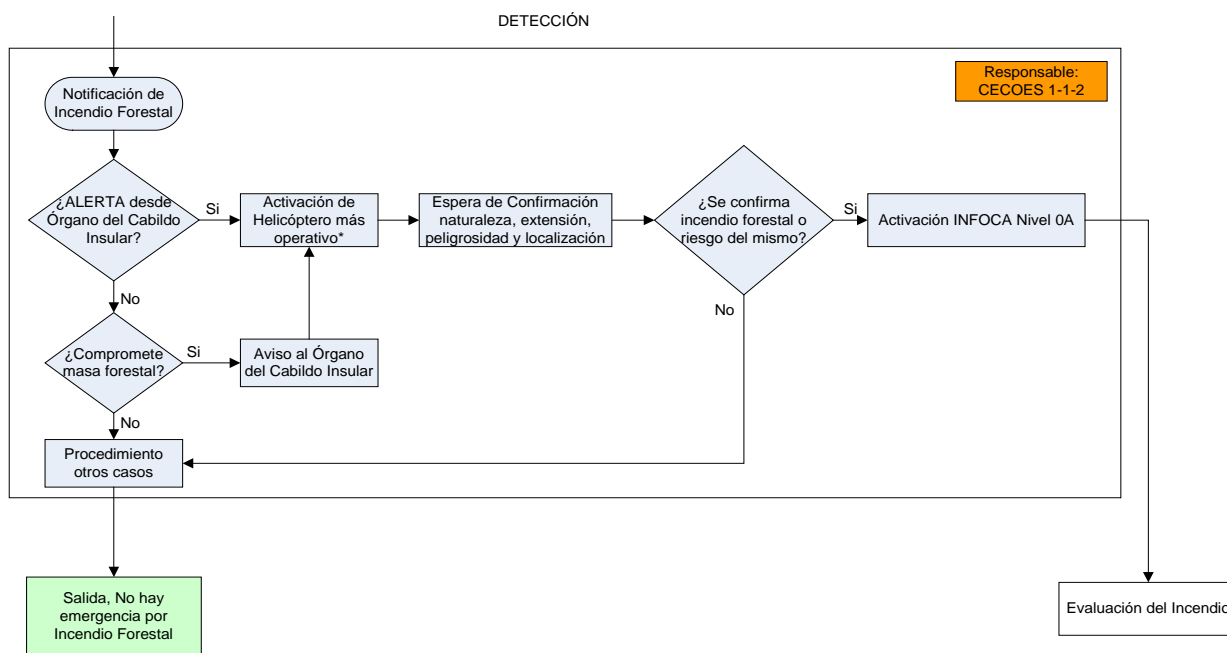 DETECCIÓN
Responsable:
CECOES 1-1-2
Notificación de
Incendio Forestal
¿ALERTA desde
Órgano del Cabildo
Insular?
Si
Activación de
Helicóptero más
operativo*
Espera de Confirmación
naturaleza, extensión,
peligrosidad y localización
¿Se confirma
incendio forestal o
riesgo del mismo?
Si
Activación INFOCA Nivel 0A
No
No
¿Compromete
masa forestal?
Si
Aviso al Órgano
del Cabildo Insular
No
Procedimiento
otros casos
Salida, No hay
emergencia por
Incendio Forestal
Evaluación del Incendio